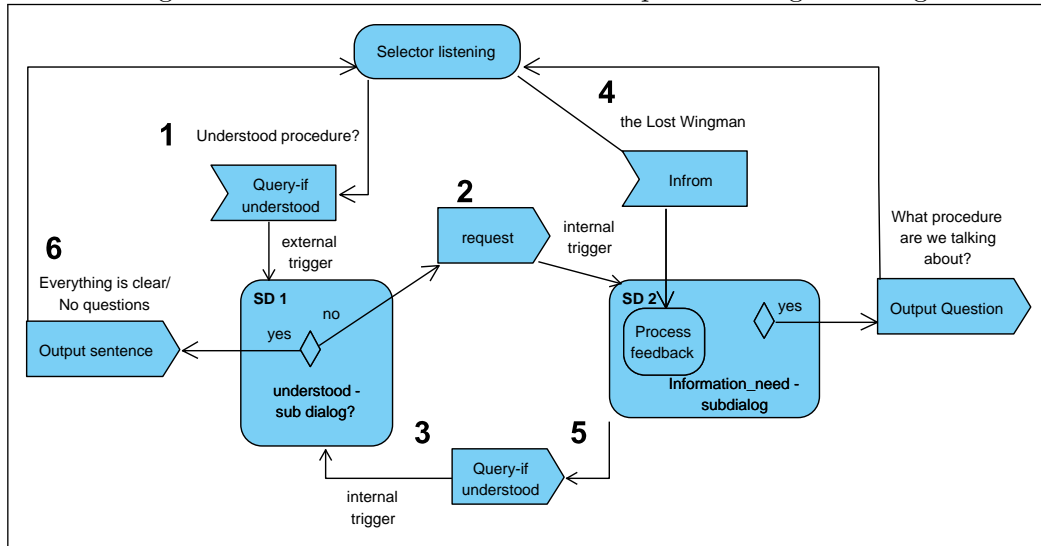 Selector listening
4
the Lost Wingman
1
Understood procedure?
Query-if
understood
Infrom
2
request
internal
trigger
What procedure
are we talking
about?
external
trigger
6
Everything is clear/
No questions
SD 1
no
yes
Output sentence
understood -
sub dialog?
SD 2
yes
Process
feedback
Output Question
Information_need -
subdialog
3
5
Query-if
understood
internal
trigger